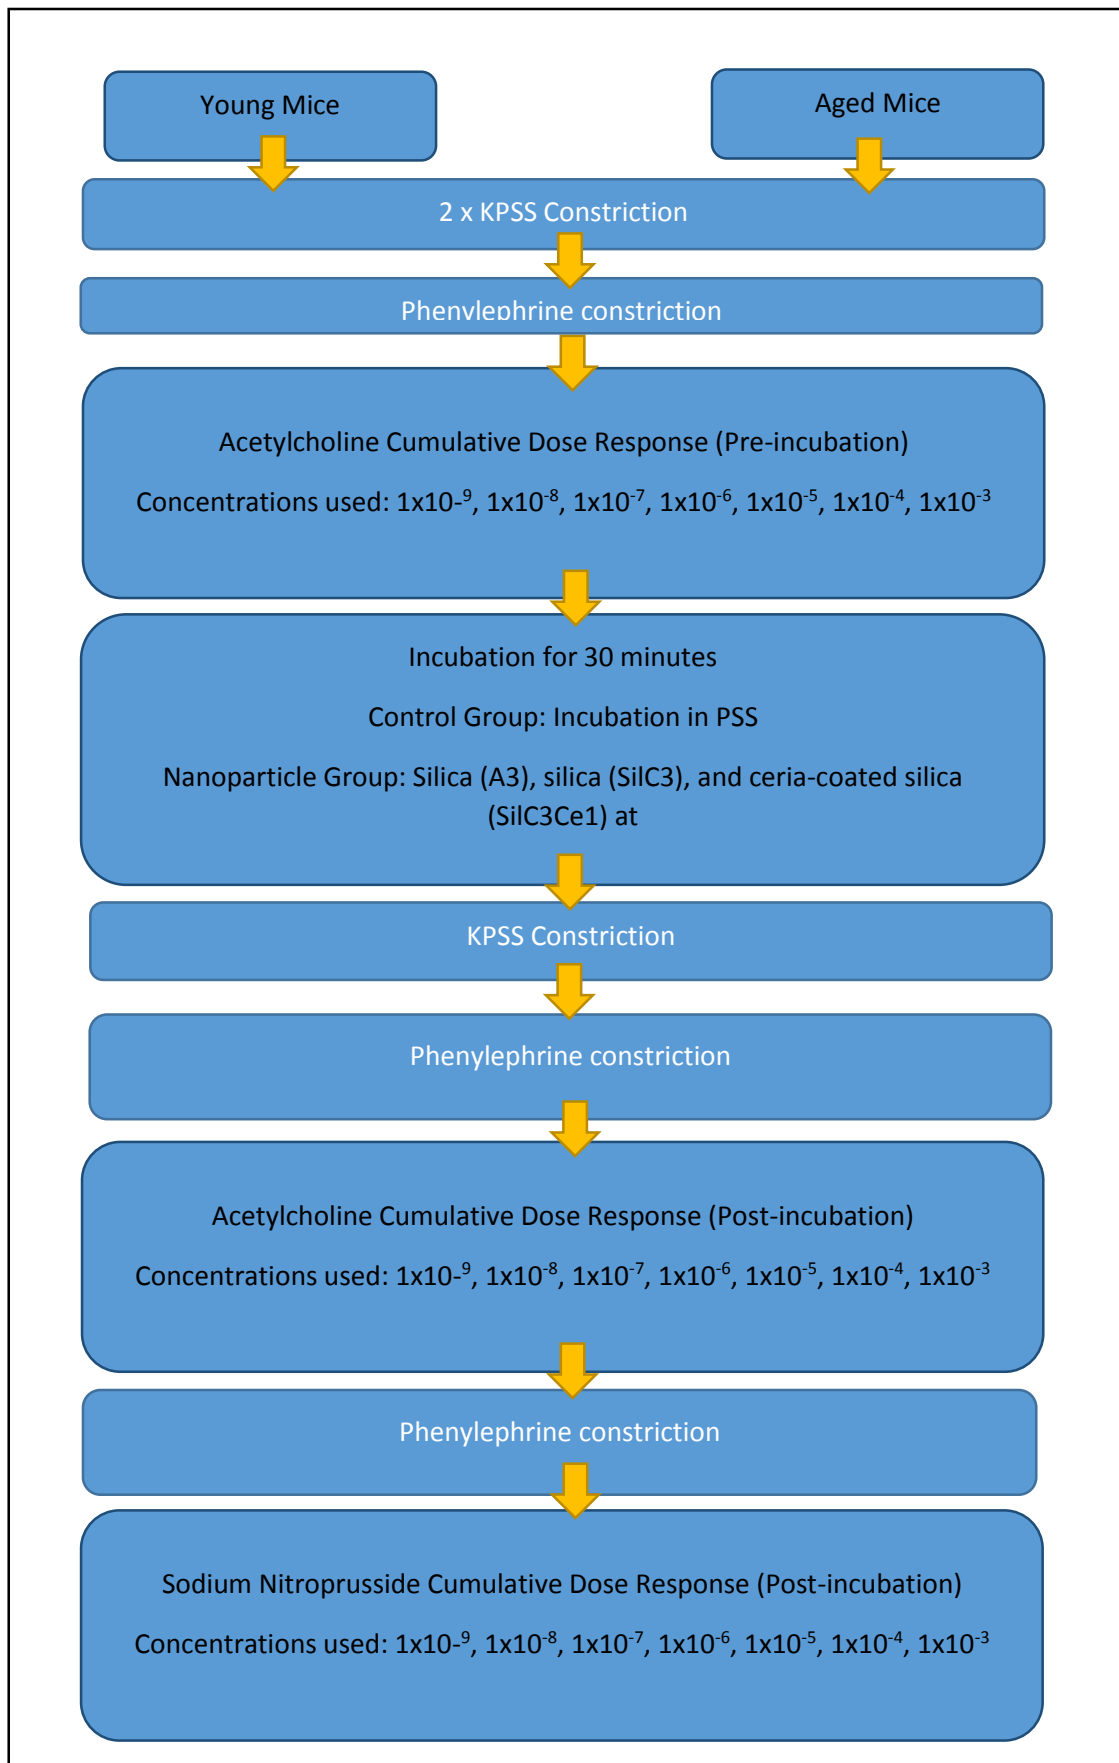 Young Mice
Aged Mice
2 x KPSS Constriction
Phenylephrine constriction
Acetylcholine Cumulative Dose Response (Pre-incubation)
Concentrations used: 1x10-⁹, 1x10⁻⁸, 1x10⁻⁷, 1x10⁻⁶, 1x10⁻⁵, 1x10⁻⁴, 1x10⁻³
Incubation for 30 minutes
Control Group: Incubation in PSS
Nanoparticle Group: Silica (A3), silica (SilC3), and ceria-coated silica
(SilC3Ce1) at
KPSS Constriction
Phenylephrine constriction
Acetylcholine Cumulative Dose Response (Post-incubation)
Concentrations used: 1x10-⁹, 1x10⁻⁸, 1x10⁻⁷, 1x10⁻⁶, 1x10⁻⁵, 1x10⁻⁴, 1x10⁻³
Phenylephrine constriction
Sodium Nitroprusside Cumulative Dose Response (Post-incubation)
Concentrations used: 1x10-⁹, 1x10⁻⁸, 1x10⁻⁷, 1x10⁻⁶, 1x10⁻⁵, 1x10⁻⁴, 1x10⁻³